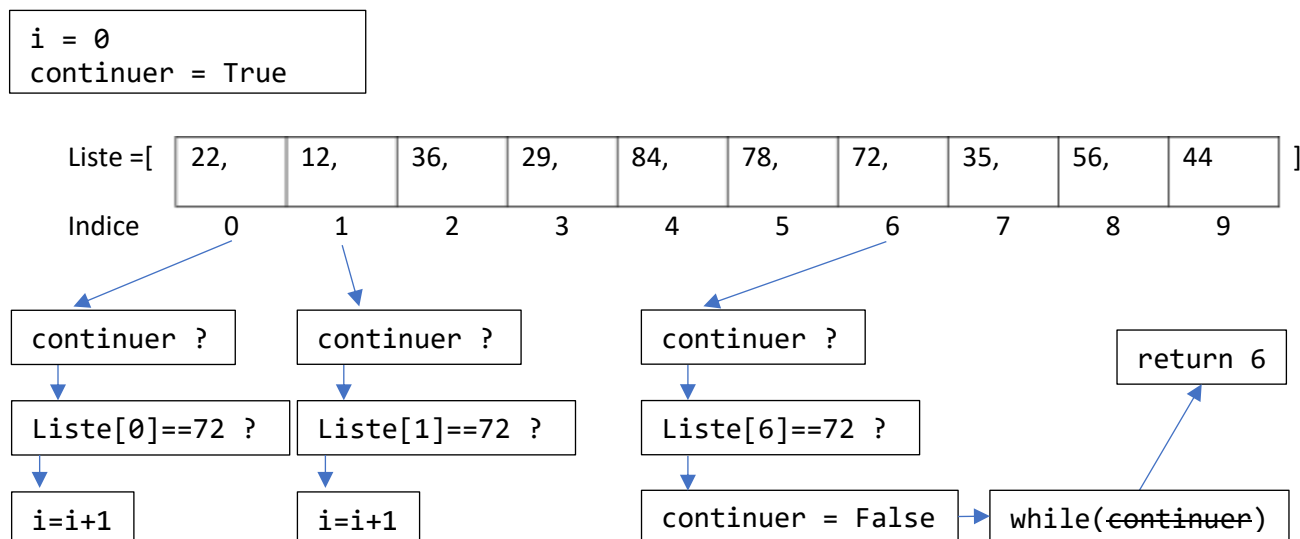 i = 0
continuer = True
Liste =[ 22, 12, 36, 29, 84, 78, 72, 35, 56, 44 ]
Indice 0 1 2 3 4 5 6 7 8 9
continuer ? continuer ? continuer ?
return 6
Liste[0]==72 ? Liste[1]==72 ? Liste[6]==72 ?
i=i+1 i=i+1 continuer = False while(continuer)